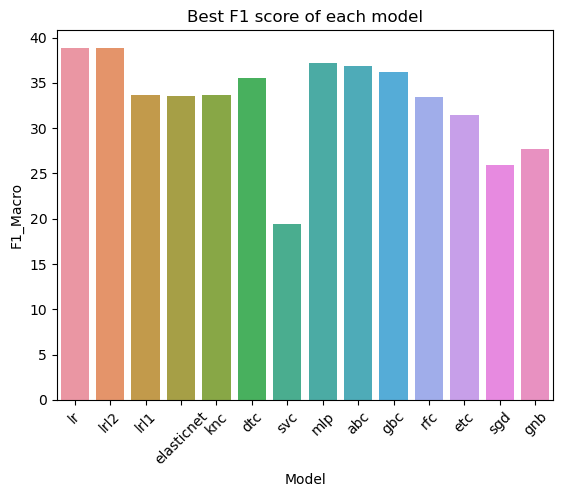 Best F1 score of each model
F1_Macro
40
35
30
25
20
15
10
5
0
lr
lrl2
lrl1
elasticnet
knc
dtc
svc
mlp
abc
gbc
rfc
etc
sgd
gnb
Model